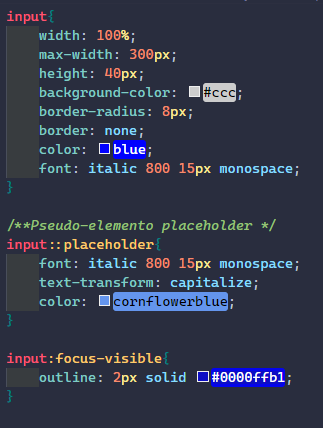 input{
width: 100%;
max-width: 300px;
height: 40px;
background-color: #ccc;
border-radius: 8px;
border: none;
color: blue;
font: italic 800 15px monospace;
}
/**Pseudo-elemento placeholder */
input::placeholder{
font: italic 800 15px monospace;
text-transform: capitalize;
color: cornflowerblue;
}
input:focus-visible{
outline: 2px solid #0000ffb1;
}